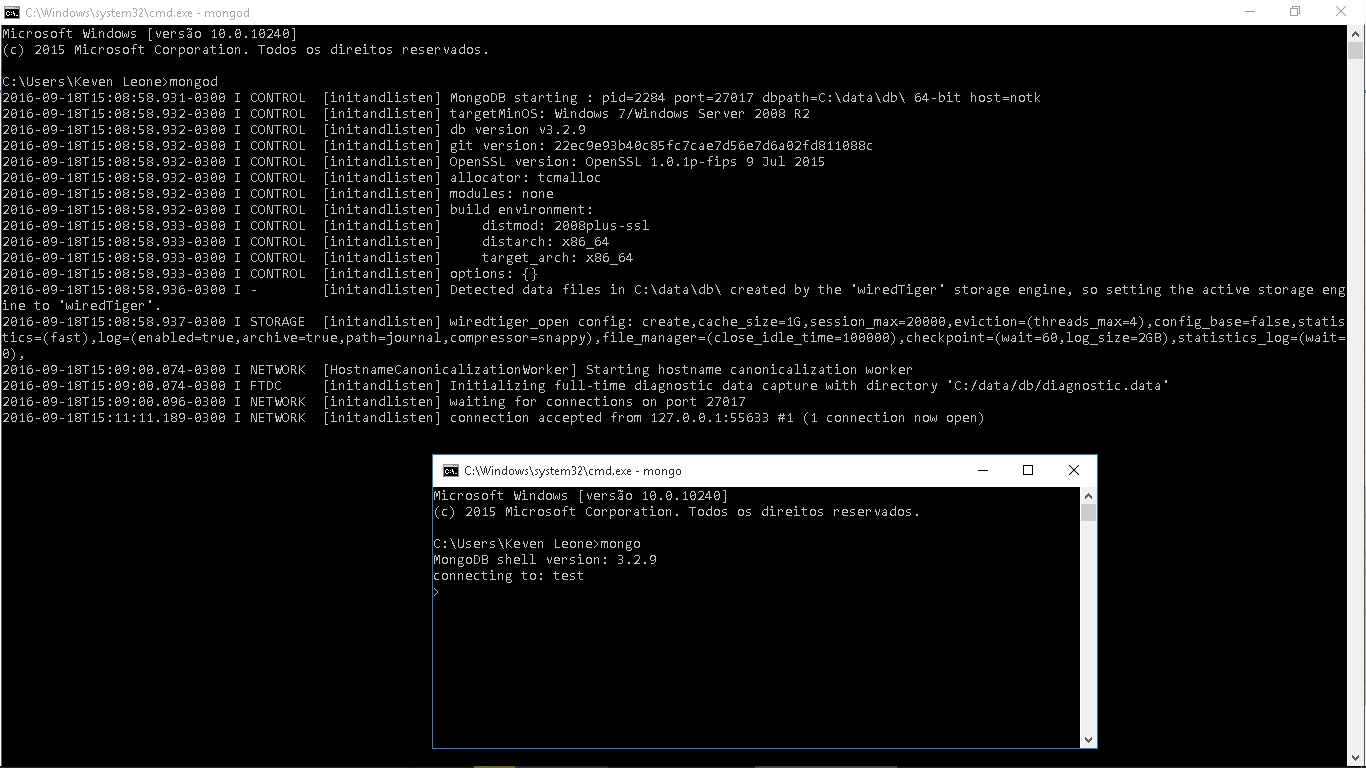 C:\Windows\system32\cmd.exe - mongod
Microsoft Windows [versão 10.0.10240]
(c) 2015 Microsoft Corporation. Todos os direitos reservados.
C:\Users\Keven Leone>mongod
2016-09-18T15:08:58.931-0300 I CONTROL  [initandlisten] MongoDB starting : pid=2284 port=27017 dbpath=C:\data\db\ 64-bit host=notk
2016-09-18T15:08:58.932-0300 I CONTROL  [initandlisten] targetMinOS: Windows 7/Windows Server 2008 R2
2016-09-18T15:08:58.932-0300 I CONTROL  [initandlisten] db version v3.2.9
2016-09-18T15:08:58.932-0300 I CONTROL  [initandlisten] git version: 22ec9e93b40c85fc7cae7d56e7d6a02fd811088c
2016-09-18T15:08:58.932-0300 I CONTROL  [initandlisten] OpenSSL version: OpenSSL 1.0.1p-fips 9 Jul 2015
2016-09-18T15:08:58.932-0300 I CONTROL  [initandlisten] allocator: tcmalloc
2016-09-18T15:08:58.932-0300 I CONTROL  [initandlisten] modules: none
2016-09-18T15:08:58.932-0300 I CONTROL  [initandlisten] build environment:
2016-09-18T15:08:58.933-0300 I CONTROL  [initandlisten]     distmod: 2008plus-ssl
2016-09-18T15:08:58.933-0300 I CONTROL  [initandlisten]     distarch: x86_64
2016-09-18T15:08:58.933-0300 I CONTROL  [initandlisten]     target_arch: x86_64
2016-09-18T15:08:58.933-0300 I CONTROL  [initandlisten] options: {}
2016-09-18T15:08:58.936-0300 I -        [initandlisten] Detected data files in C:\data\db\ created by the 'wiredTiger' storage engine, so setting the active storage eng
ine to 'wiredTiger'.
2016-09-18T15:08:58.937-0300 I STORAGE  [initandlisten] wiredtiger_open config: create,cache_size=1G,session_max=20000,eviction=(threads_max=4),config_base=false,statis
tics=(fast),log=(enabled=true,archive=true,path=journal,compressor=snappy),file_manager=(close_idle_time=100000),checkpoint=(wait=60,log_size=2GB),statistics_log=(wait=
0),
2016-09-18T15:09:00.074-0300 I NETWORK  [HostnameCanonicalizationWorker] Starting hostname canonicalization worker
2016-09-18T15:09:00.074-0300 I FTDC     [initandlisten] Initializing full-time diagnostic data capture with directory 'C:/data/db/diagnostic.data'
2016-09-18T15:09:00.096-0300 I NETWORK  [initandlisten] waiting for connections on port 27017
2016-09-18T15:11:11.189-0300 I NETWORK  [initandlisten] connection accepted from 127.0.0.1:55633 #1 (1 connection now open)
C:\Windows\system32\cmd.exe - mongo
Microsoft Windows [versão 10.0.10240]
(c) 2015 Microsoft Corporation. Todos os direitos reservados.
C:\Users\Keven Leone>mongo
MongoDB shell version: 3.2.9
connecting to: test
>